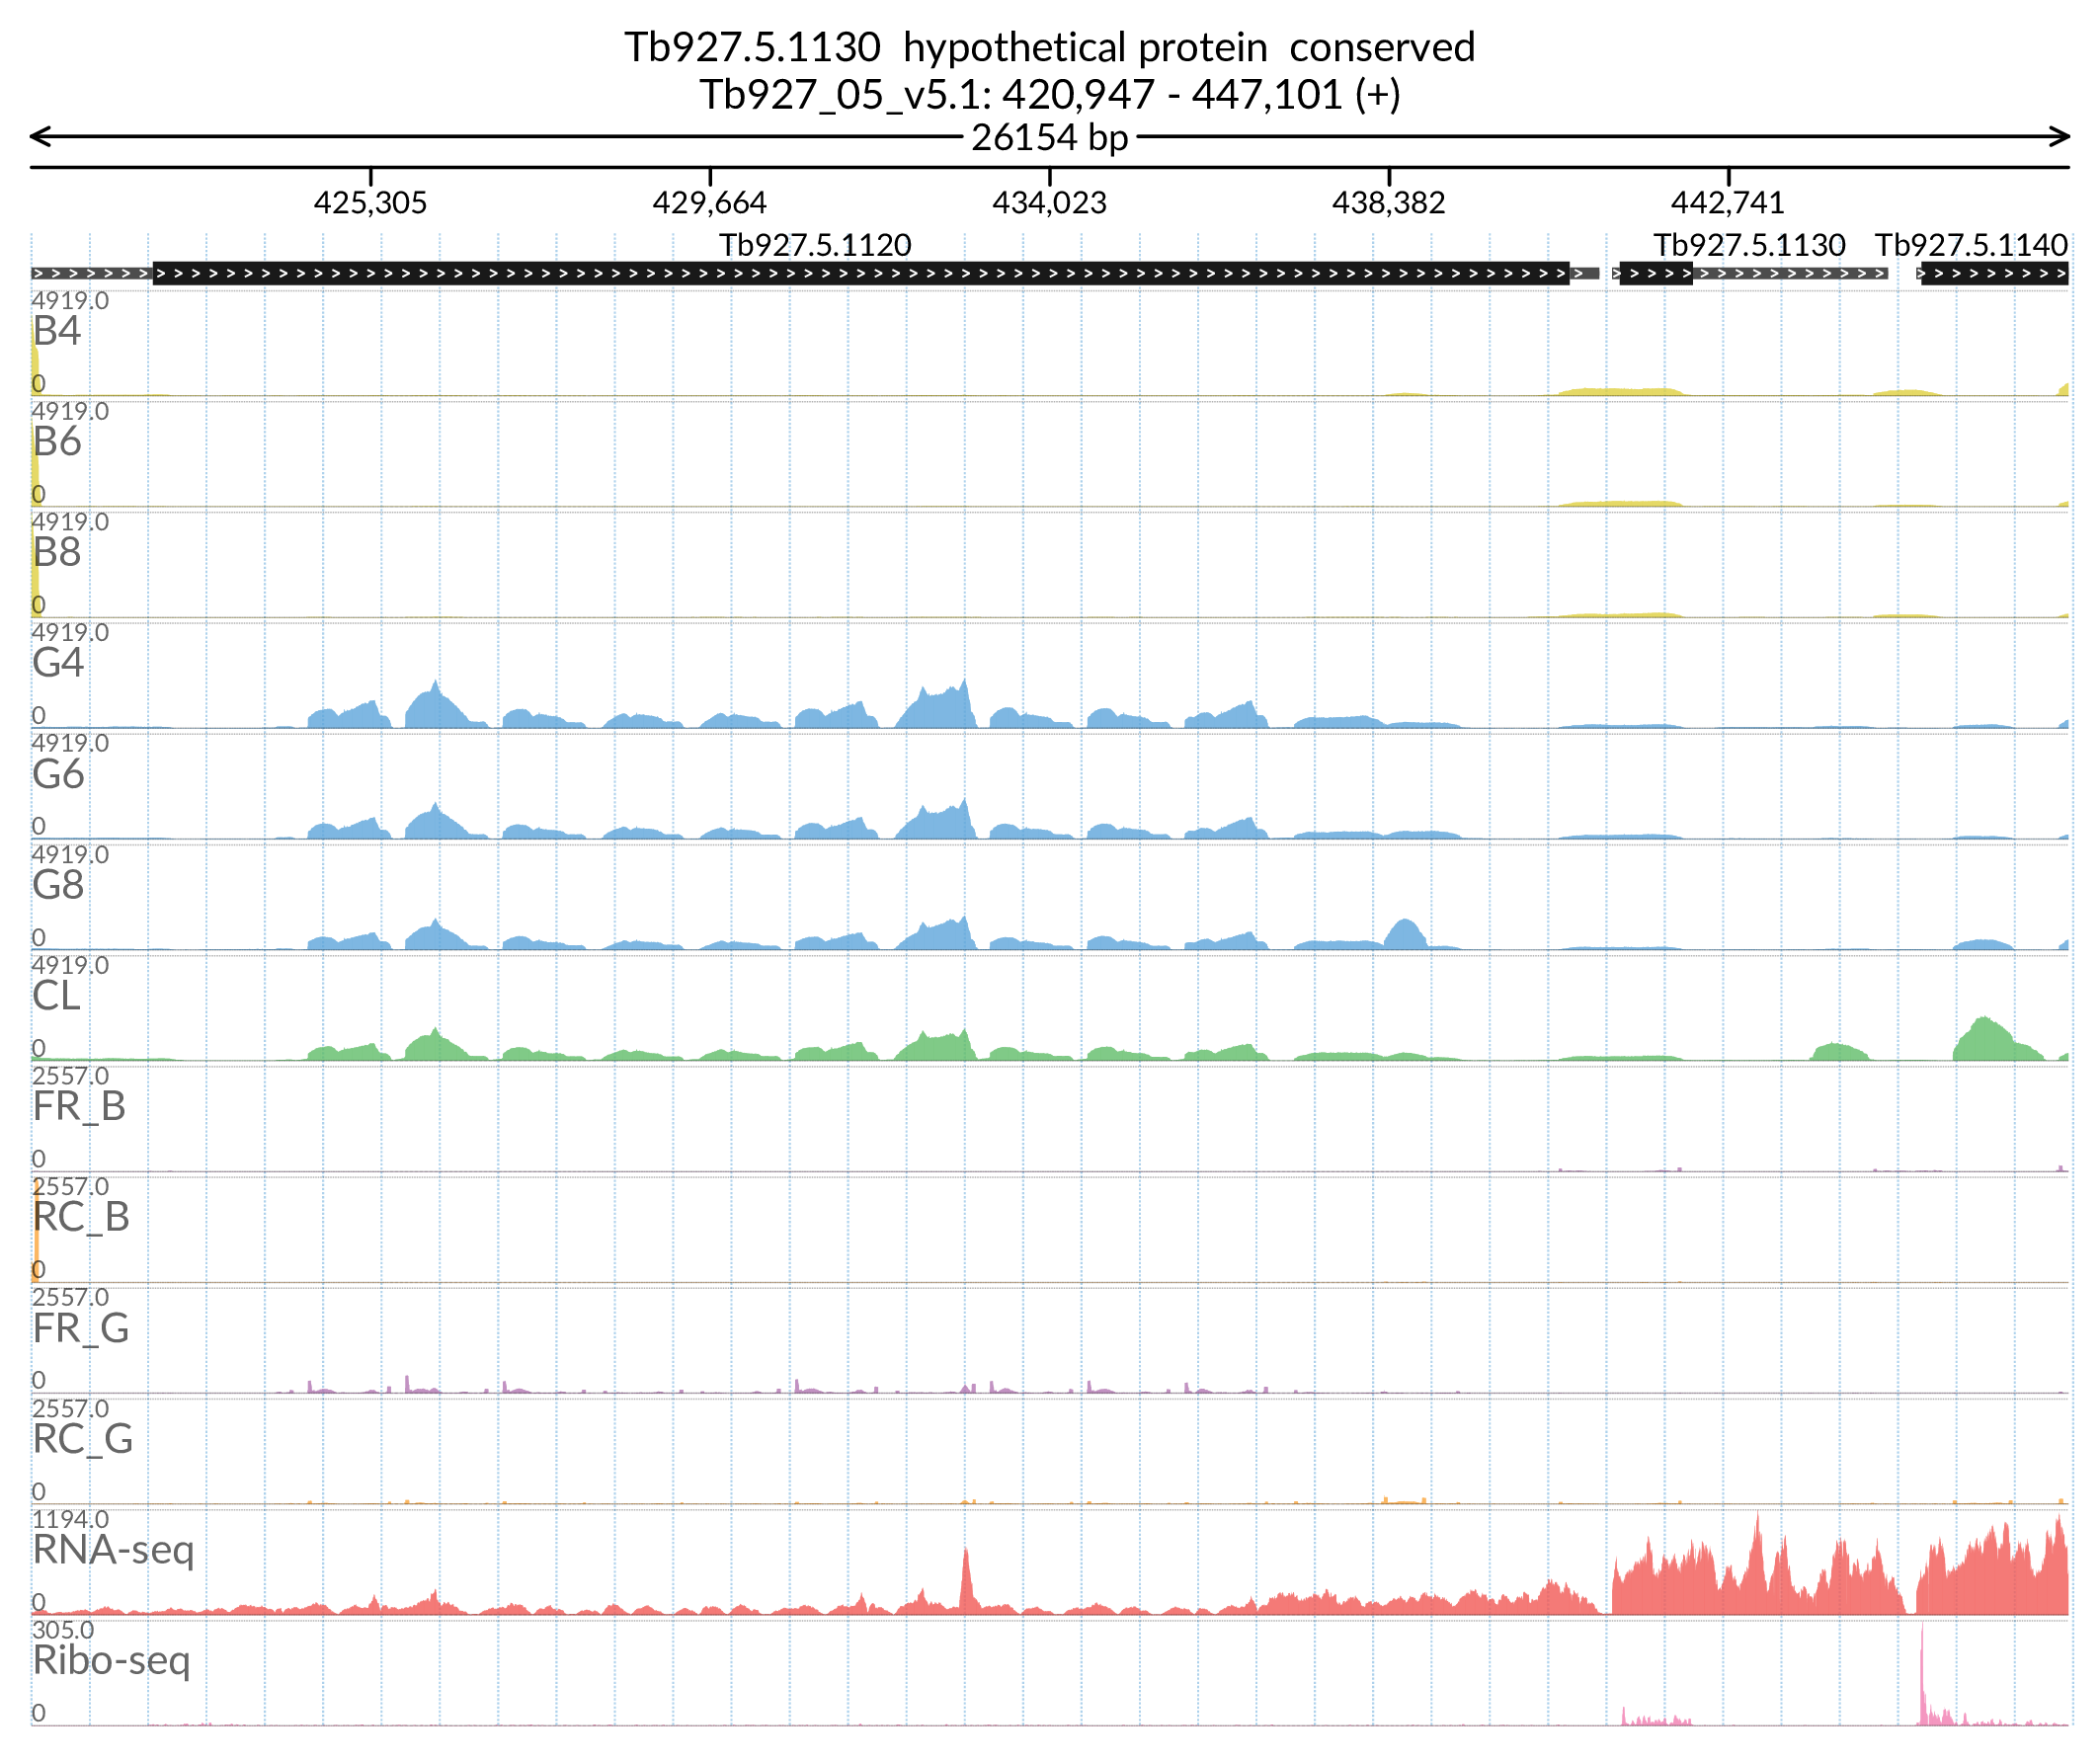 Tb927.5.1130 hypothetical protein conserved
Tb927_05_v5.1: 420,947 - 447,101 (+)
26154 bp
425,305 429,664 434,023 438,382 442,741
Tb927.5.1120 Tb927.5.1130 Tb927.5.1140
4919.0
B4
0
4919.0
B6
0
4919.0
B8
0
4919.0
G4
0
4919.0
G6
0
4919.0
G8
0
4919.0
CL
0
2557.0
FR_B
0
2557.0
RC_B
0
2557.0
FR_G
0
2557.0
RC_G
0
1194.0
RNA-seq
0
305.0
Ribo-seq
0